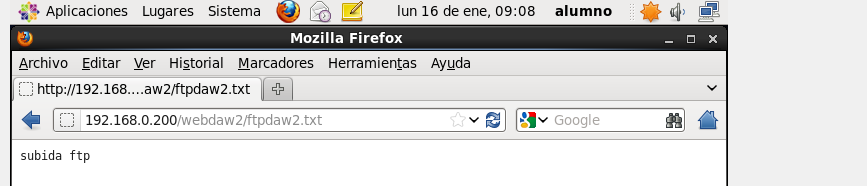 Aplicaciones Lugares Sistema lun 16 de ene, 09:08 alumno
Mozilla Firefox
Archivo Editar Ver Historial Marcadores Herramientas Ayuda
http://192.168....aw2/ftpdaw2.txt
192.168.0.200/webdaw2/ftpdaw2.txt Google
subida ftp